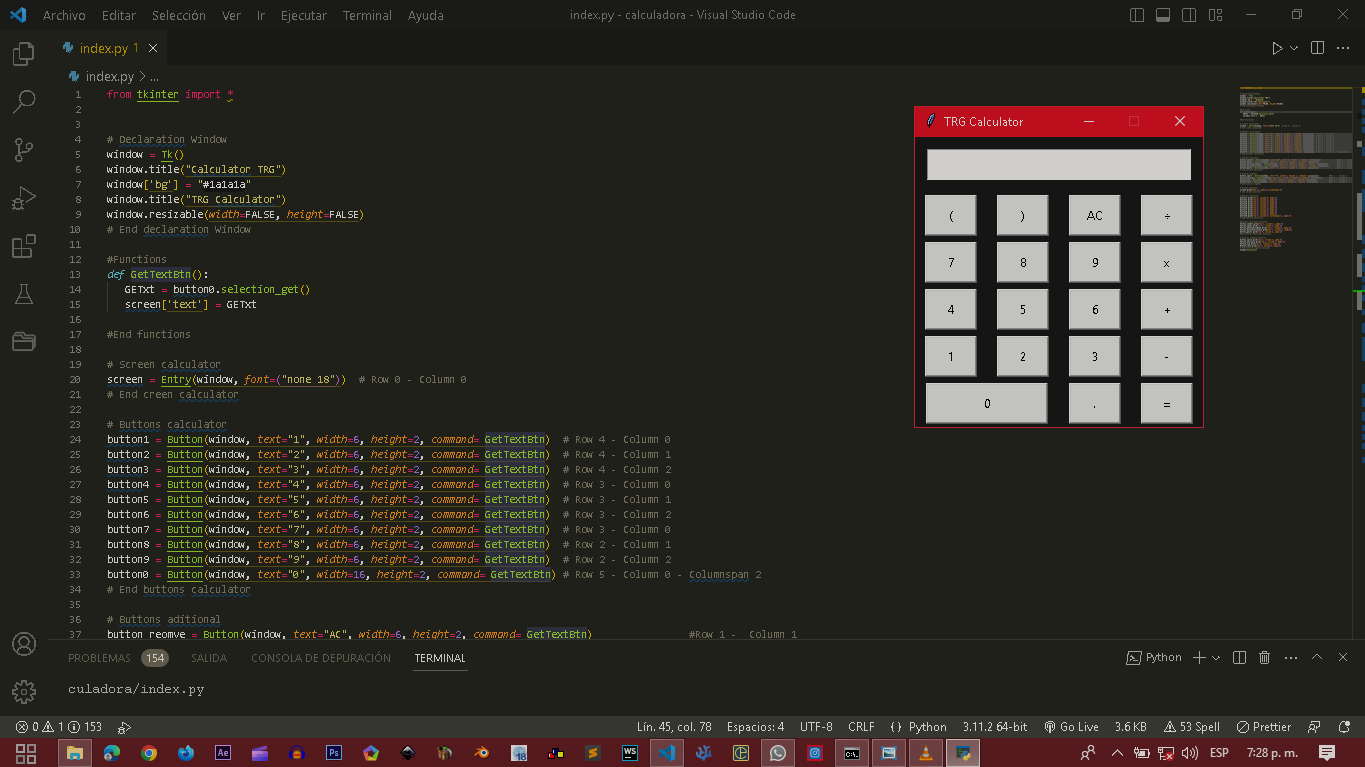 Archivo Editar Selección Ver Ir Ejecutar Terminal Ayuda
index.py - calculadora - Visual Studio Code
index.py 1
index.py > ...
1 from tkinter import *
2
3
4 # Declaration Window
5 window = Tk()
6 window.title("Calculator TRG")
7 window['bg'] = "#1a1a1a"
8 window.title("TRG Calculator")
9 window.resizable(width=FALSE, height=FALSE)
10 # End declaration Window
11
12 #Functions
13 def GetTextBtn():
14 GETxt = button0.selection_get()
15 screen['text'] = GETxt
16
17 #End functions
18
19 # Screen calculator
20 screen = Entry(window, font=("none 18")) # Row 0 - Column 0
21 # End creen calculator
22
23 # Buttons calculator
24 button1 = Button(window, text="1", width=6, height=2, command= GetTextBtn) # Row 4 - Column 0
25 button2 = Button(window, text="2", width=6, height=2, command= GetTextBtn) # Row 4 - Column 1
26 button3 = Button(window, text="3", width=6, height=2, command= GetTextBtn) # Row 4 - Column 2
27 button4 = Button(window, text="4", width=6, height=2, command= GetTextBtn) # Row 3 - Column 0
28 button5 = Button(window, text="5", width=6, height=2, command= GetTextBtn) # Row 3 - Column 1
29 button6 = Button(window, text="6", width=6, height=2, command= GetTextBtn) # Row 3 - Column 2
30 button7 = Button(window, text="7", width=6, height=2, command= GetTextBtn) # Row 3 - Column 0
31 button8 = Button(window, text="8", width=6, height=2, command= GetTextBtn) # Row 2 - Column 1
32 button9 = Button(window, text="9", width=6, height=2, command= GetTextBtn) # Row 2 - Column 2
33 button0 = Button(window, text="0", width=16, height=2, command= GetTextBtn) # Row 5 - Column 0 - Columnspan 2
34 # End buttons calculator
35
36 # Buttons aditional
37 button_reomve = Button(window, text="AC", width=6, height=2, command= GetTextBtn) #Row 1 - Column 1
TRG Calculator
( ) AC ÷
7 8 9 x
4 5 6 +
1 2 3 -
0 . =
PROBLEMAS 154 SALIDA CONSOLA DE DEPURACIÓN TERMINAL
Python
culadora/index.py
0 1 153
Lín. 45, col. 78 Espacios: 4 UTF-8 CRLF {} Python 3.11.2 64-bit Go Live 3.6 KB 53 Spell Prettier
Ae Ps WS ESP 7:28 p. m.